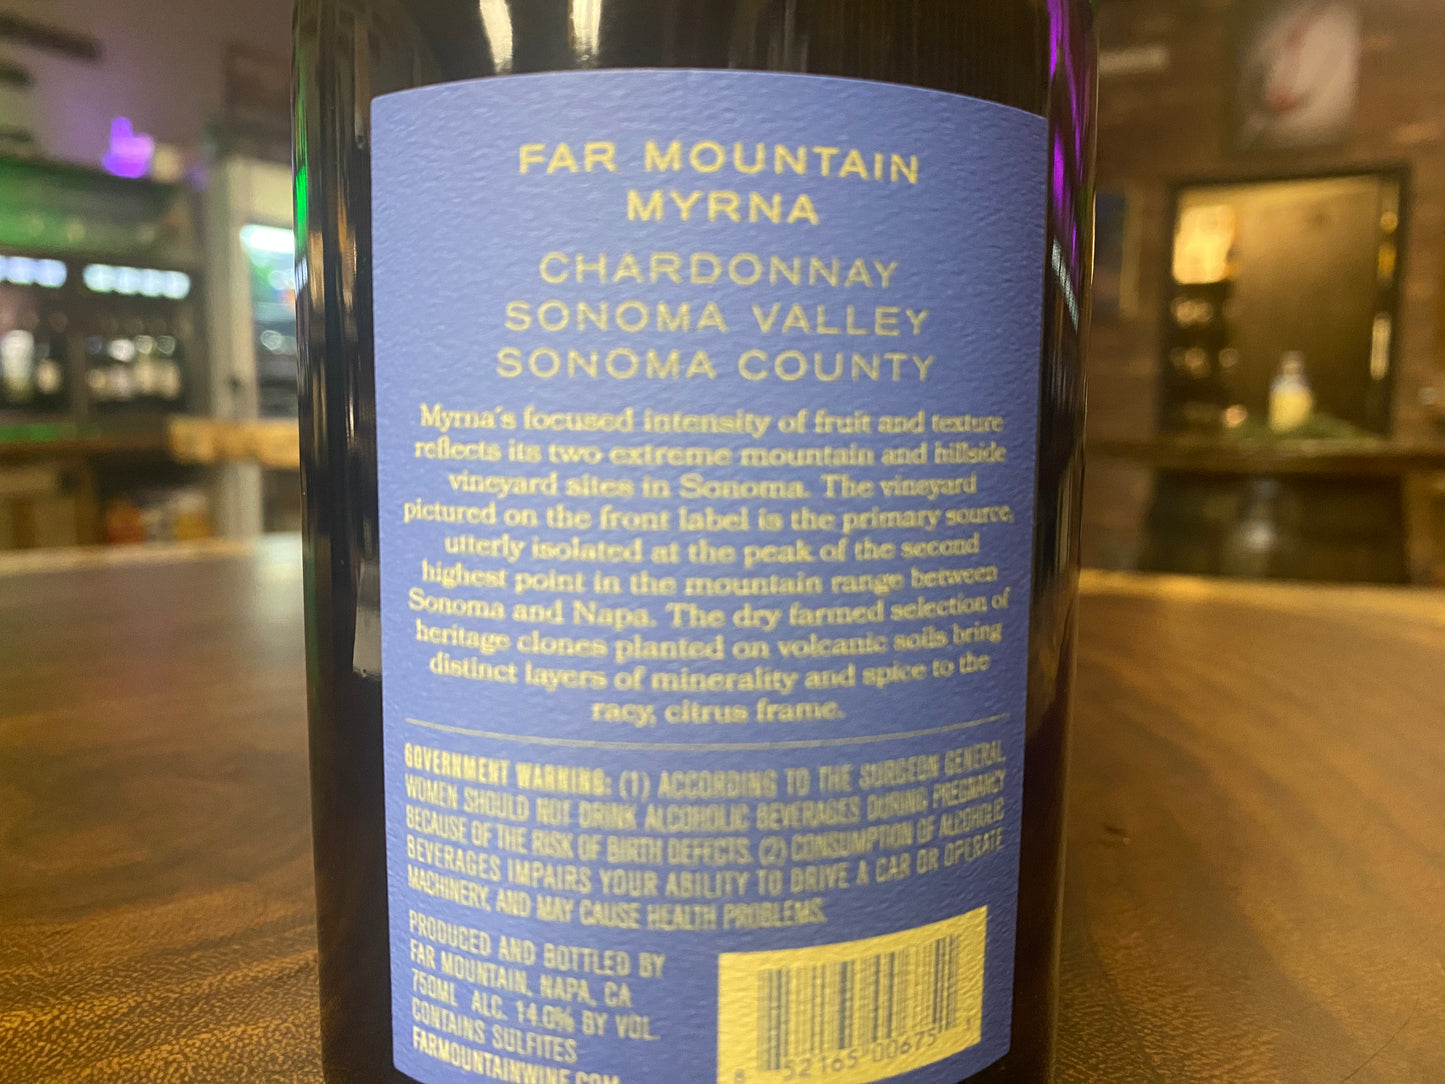 FAR MOUNTAIN
MYRNA
CHARDONNAY
SONOMA VALLEY
SONOMA COUNTY
Myrna's focused intensity of fruit and texture
reflects its two extreme mountain and hillside
vineyard sites in Sonoma. The vineyard
pictured on the front label is the primary source,
utterly isolated at the peak of the second
highest point in the mountain range between
Sonoma and Napa. The dry farmed selection of
heritage clones planted on volcanic soils bring
distinct layers of minerality and spice to the
racy, citrus frame.
GOVERNMENT WARNING: (1) ACCORDING TO THE SURGEON GENERAL,
WOMEN SHOULD NOT DRINK ALCOHOLIC BEVERAGES DURING PREGNANCY
BECAUSE OF THE RISK OF BIRTH DEFECTS. (2) CONSUMPTION OF ALCOHOLIC
BEVERAGES IMPAIRS YOUR ABILITY TO DRIVE A CAR OR OPERATE
MACHINERY, AND MAY CAUSE HEALTH PROBLEMS.
PRODUCED AND BOTTLED BY
FAR MOUNTAIN, NAPA, CA
750ML ALC. 14.0% BY VOL.
CONTAINS SULFITES
FARMOUNTAINWINE.COM
8 52165 00675 1